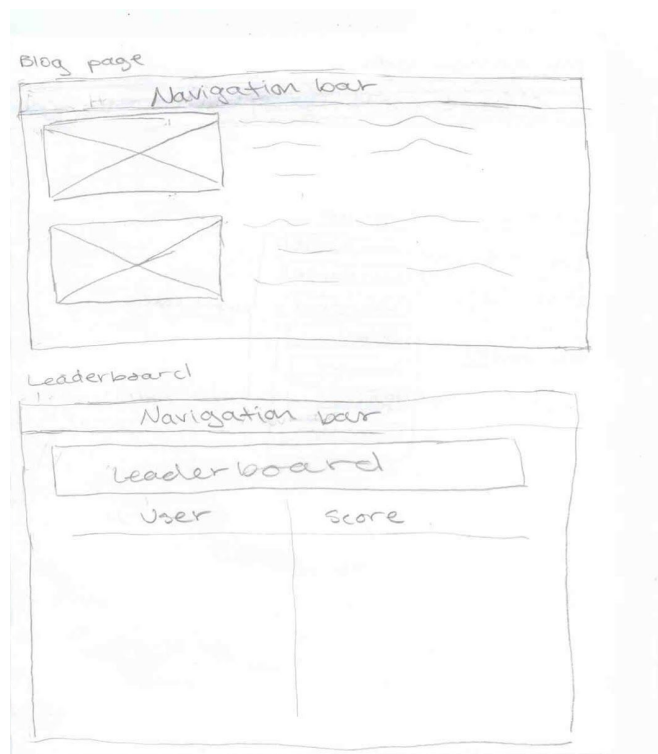 Blog page
Navigation bar
Leaderboard
Navigation bar
Leaderboard
User Score